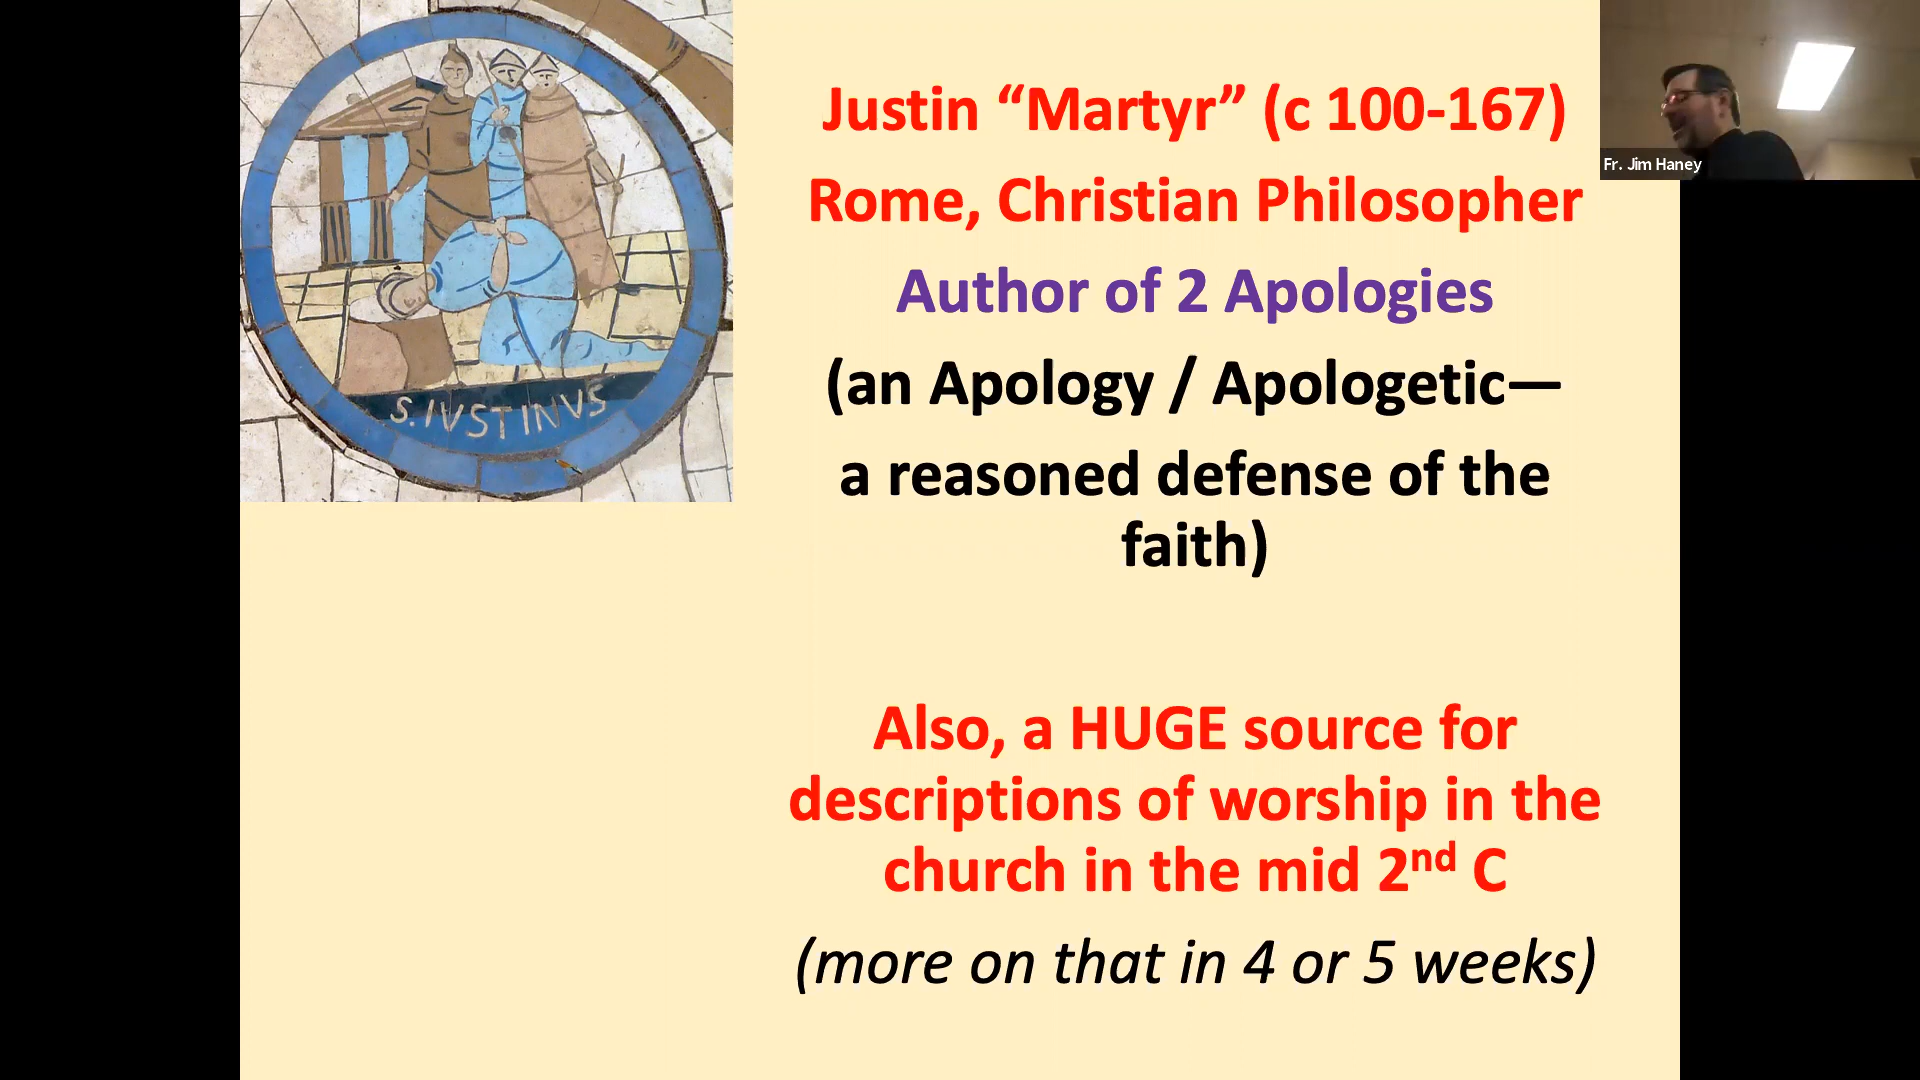 Justin “Martyr” (c 100-167)
Rome, Christian Philosopher
Author of 2 Apologies
(an Apology / Apologetic—
a reasoned defense of the
faith)
Also, a HUGE source for
descriptions of worship in the
church in the mid 2nd C
(more on that in 4 or 5 weeks)
S. IVSTINVS
Fr. Jim Haney